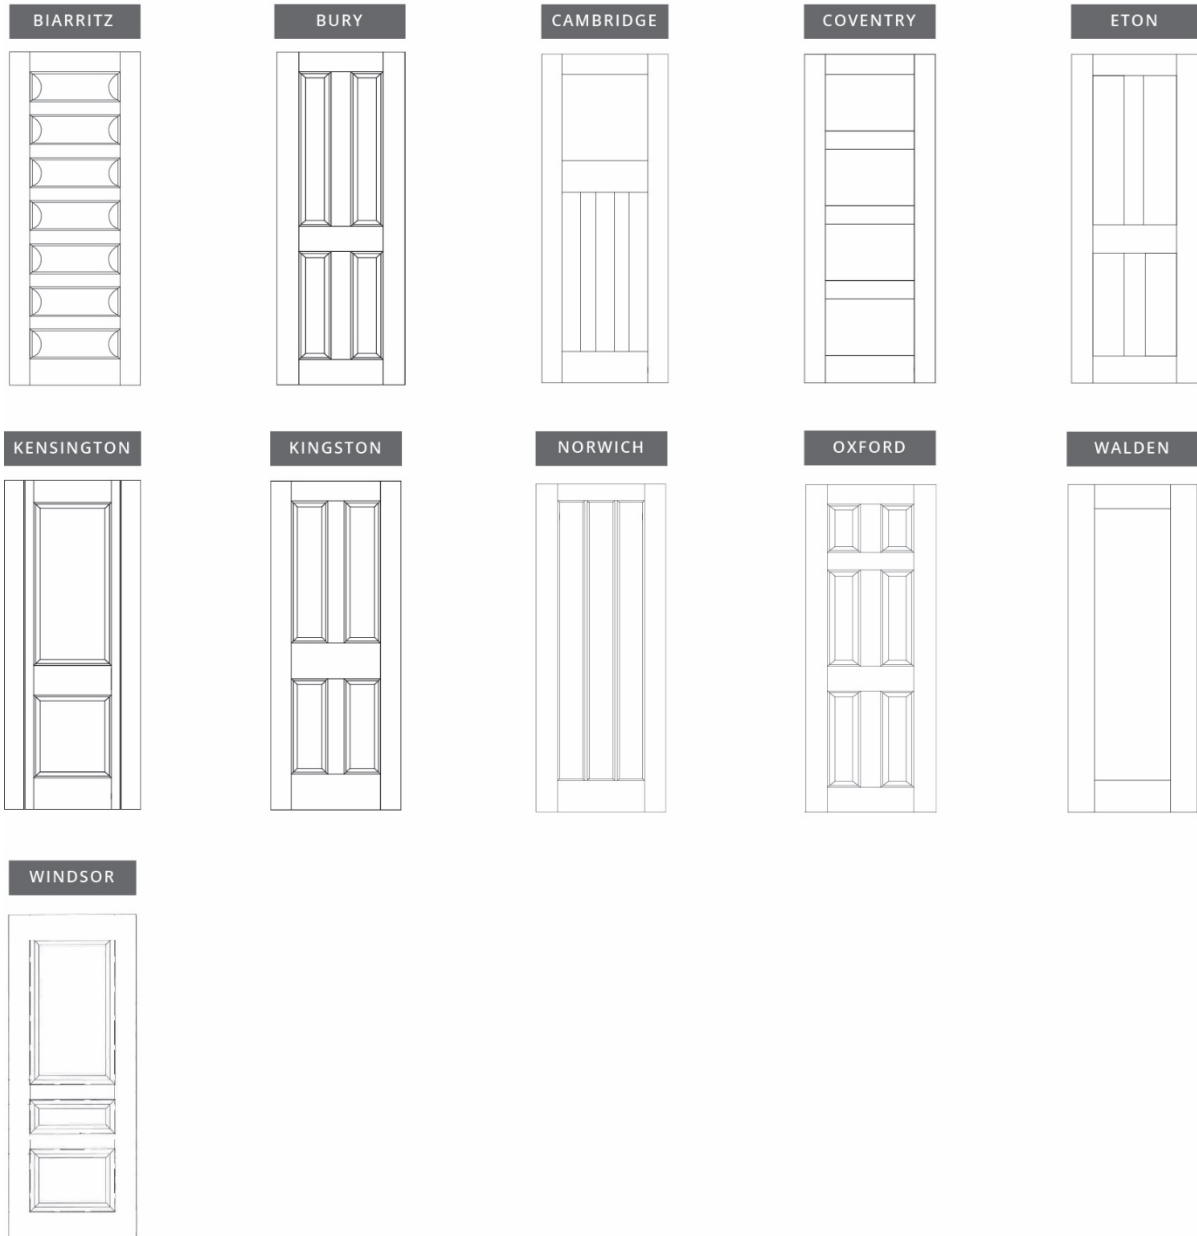 BIARRITZ
BURY
CAMBRIDGE
COVENTRY
ETON
KENSINGTON
KINGSTON
NORWICH
OXFORD
WALDEN
WINDSOR